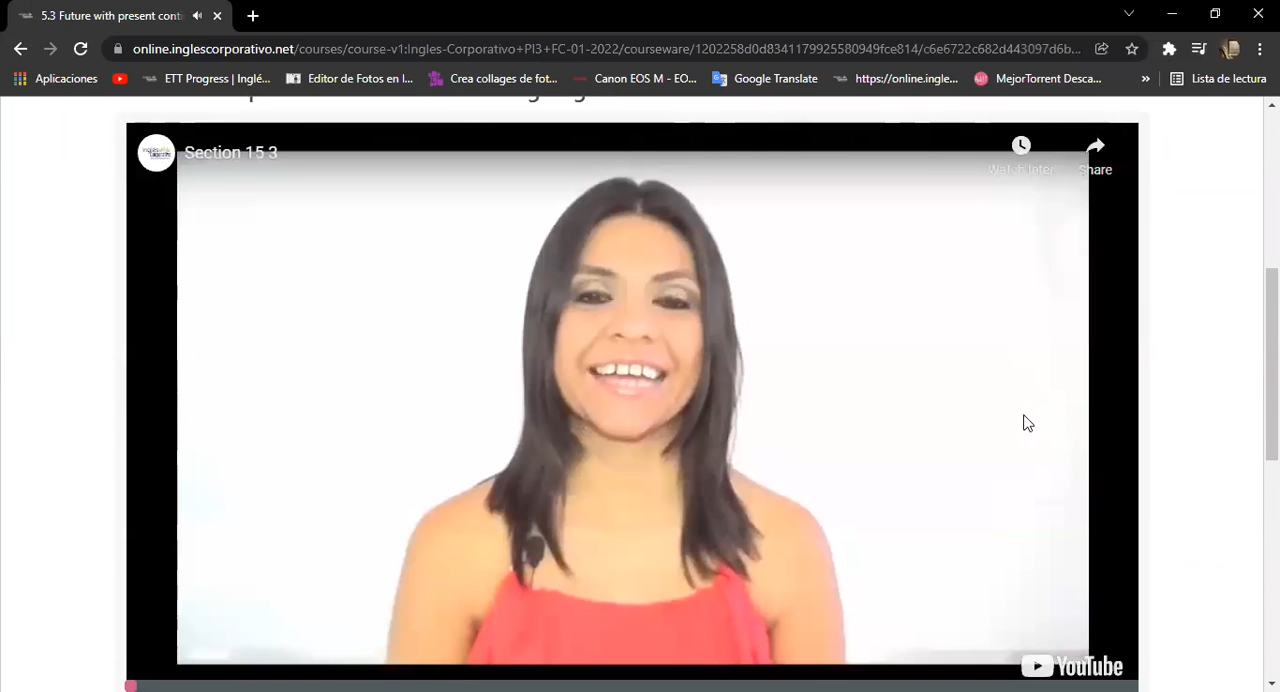 5.3 Future with present cont
online.inglescorporativo.net/courses/course-v1:Ingles-Corporativo+PI3+FC-01-2022/courseware/1202258d0d8341179925580949fce814/c6e6722c682d443097d6b...
Aplicaciones
ETT Progress | Inglé...
Editor de Fotos en l...
Crea collages de fot...
Canon EOS M - EO...
Google Translate
https://online.ingle...
MejorTorrent Desca...
»
Lista de lectura
Section 15 3
Watch later
Share
YouTube